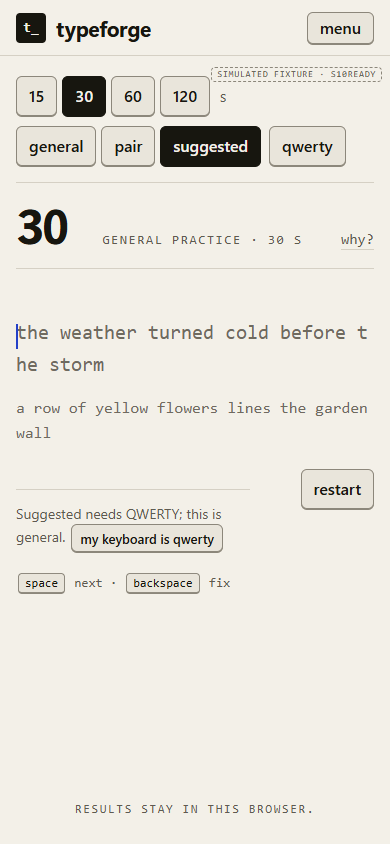 t_ typeforge menu
SIMULATED FIXTURE · S10READY
15 30 60 120 S
general pair suggested qwerty
30 GENERAL PRACTICE · 30 S why?
the weather turned cold before t
he storm
a row of yellow flowers lines the garden
wall
restart
Suggested needs QWERTY; this is
general. my keyboard is qwerty
space next · backspace fix
RESULTS STAY IN THIS BROWSER.